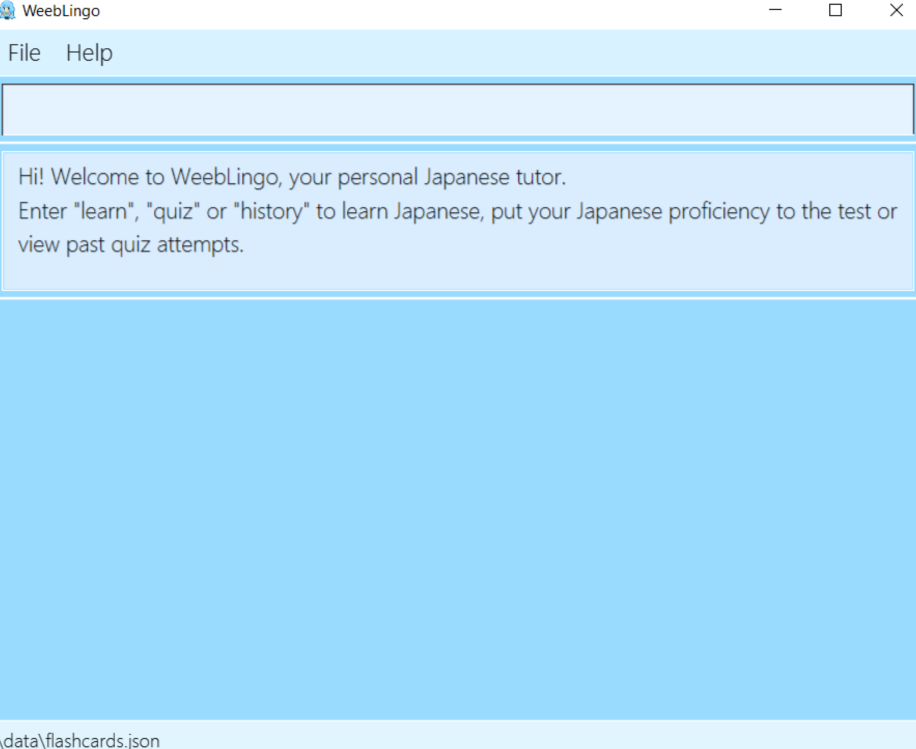 WeebLingo
File Help
Hi! Welcome to WeebLingo, your personal Japanese tutor.
Enter "learn", "quiz" or "history" to learn Japanese, put your Japanese proficiency to the test or
view past quiz attempts.
\data\flashcards.json